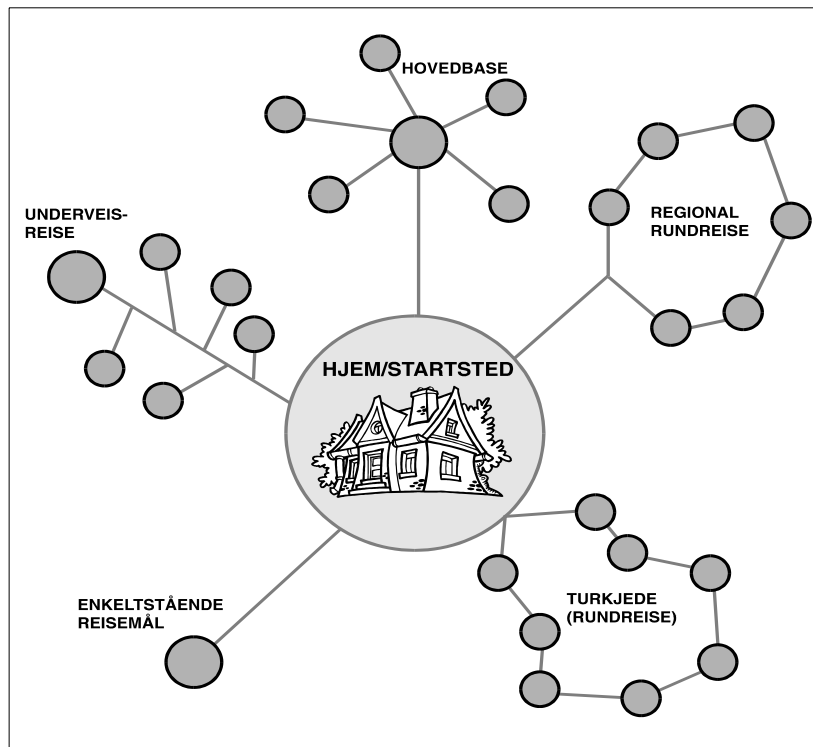 HOVEDBASE
UNDERVEIS-
REISE
REGIONAL
RUNDREISE
HJEM/STARTSTED
ENKELTSTÅENDE
REISEMÅL
TURKJEDE
(RUNDREISE)